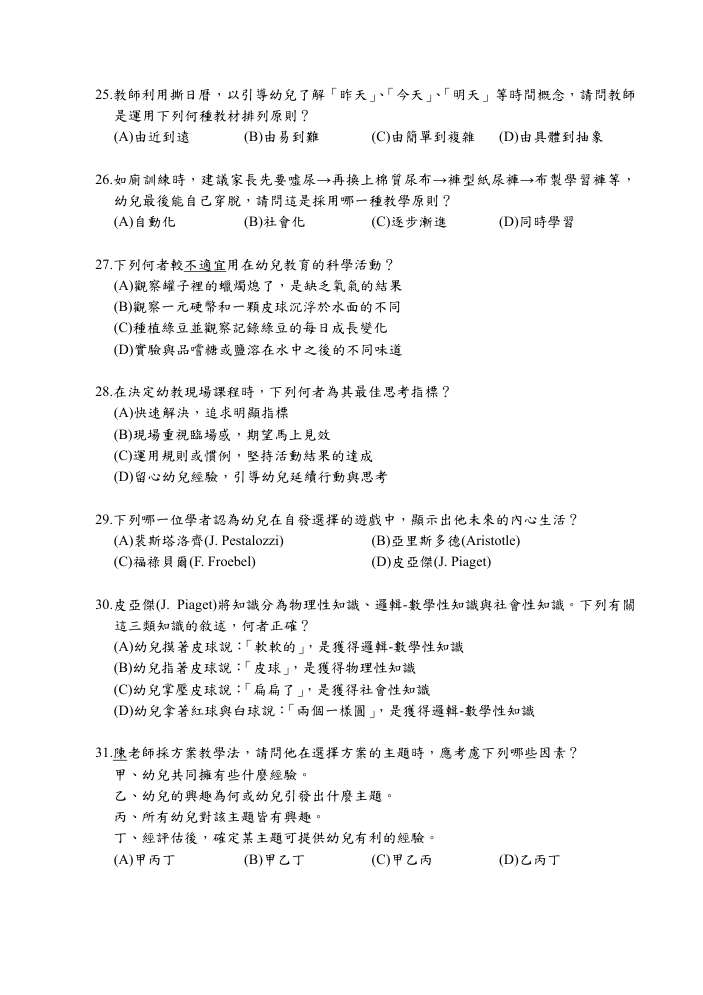 25.教師利用撕日曆，以引導幼兒了解「昨天」、「今天」、「明天」等時間概念，請問教師
是運用下列何種教材排列原則？
(A)由近到遠 (B)由易到難 (C)由簡單到複雜 (D)由具體到抽象
26.如廁訓練時，建議家長先要噓尿→再換上棉質尿布→褲型紙尿褲→布製學習褲等，
幼兒最後能自己穿脫，請問這是採用哪一種教學原則？
(A)自動化 (B)社會化 (C)逐步漸進 (D)同時學習
27.下列何者較不適宜用在幼兒教育的科學活動？
(A)觀察罐子裡的蠟燭熄了，是缺乏氧氣的結果
(B)觀察一元硬幣和一顆皮球沉浮於水面的不同
(C)種植綠豆並觀察記錄綠豆的每日成長變化
(D)實驗與品嚐糖或鹽溶在水中之後的不同味道
28.在決定幼教現場課程時，下列何者為其最佳思考指標？
(A)快速解決，追求明顯指標
(B)現場重視臨場感，期望馬上見效
(C)運用規則或慣例，堅持活動結果的達成
(D)留心幼兒經驗，引導幼兒延續行動與思考
29.下列哪一位學者認為幼兒在自發選擇的遊戲中，顯示出他未來的內心生活？
(A)裴斯塔洛齊(J. Pestalozzi) (B)亞里斯多德(Aristotle)
(C)福祿貝爾(F. Froebel) (D)皮亞傑(J. Piaget)
30.皮亞傑(J. Piaget)將知識分為物理性知識、邏輯-數學性知識與社會性知識。下列有關
這三類知識的敘述，何者正確？
(A)幼兒摸著皮球說：「軟軟的」，是獲得邏輯-數學性知識
(B)幼兒指著皮球說：「皮球」，是獲得物理性知識
(C)幼兒掌壓皮球說：「扁扁了」，是獲得社會性知識
(D)幼兒拿著紅球與白球說：「兩個一樣圓」，是獲得邏輯-數學性知識
31.陳老師採方案教學法，請問他在選擇方案的主題時，應考慮下列哪些因素？
甲、幼兒共同擁有些什麼經驗。
乙、幼兒的興趣為何或幼兒引發出什麼主題。
丙、所有幼兒對該主題皆有興趣。
丁、經評估後，確定某主題可提供幼兒有利的經驗。
(A)甲丙丁 (B)甲乙丁 (C)甲乙丙 (D)乙丙丁